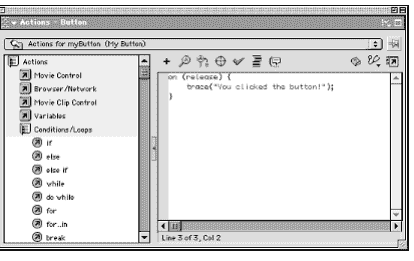 Actions - Button
Actions for myButton (My Button)
Actions
Movie Control
Browser/Network
Movie Clip Control
Variables
Conditions/Loops
if
else
else if
while
do while
for
for..in
break
on (release) {
trace("You clicked the button!");
}
Line 3 of 3, Col 2